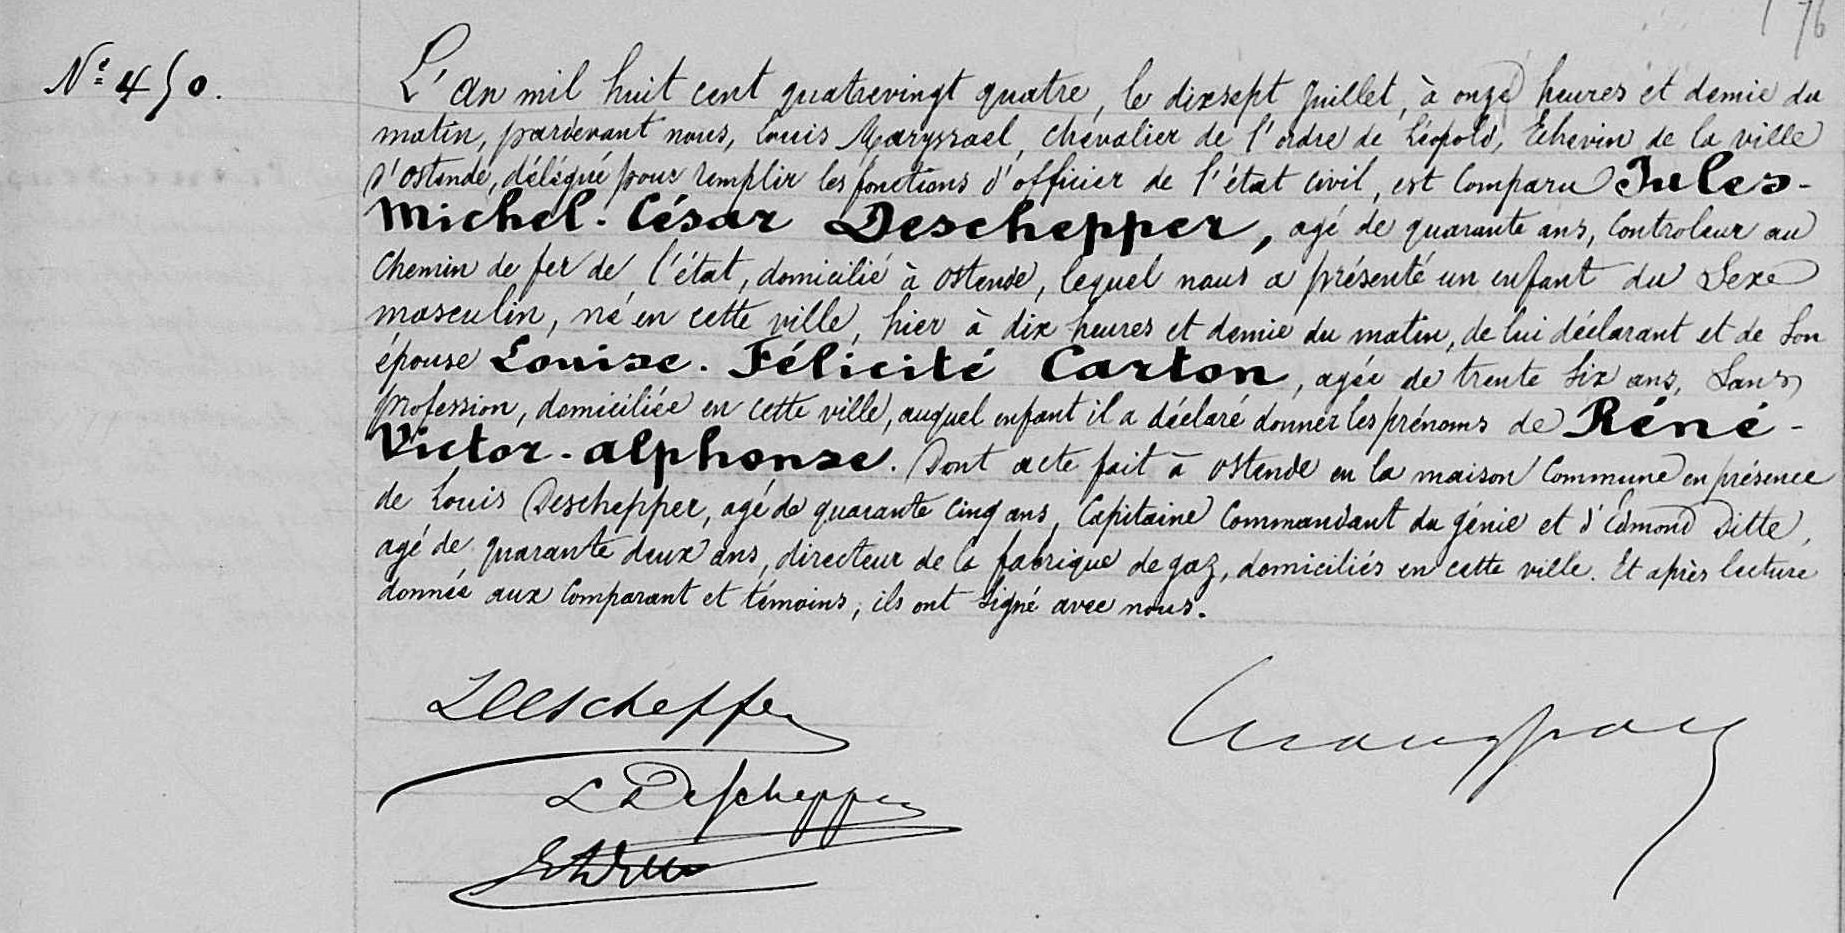 76
Nº 450.
L'an mil huit cent quatrevingt quatre, le dixsept Juillet, à onze heures et demie du
matin, pardevant nous, Louis Maryssael, chevalier de l'ordre de Léopold, Echevin de la ville
d'Ostende, délégué pour remplir les fonctions d'officier de l'état civil, est Comparu Jules-
Michel-César Deschepper, agé de quarante ans, Controleur au
Chemin de fer de l'état, domicilié à Ostende, lequel nous a présenté un enfant du Sexe
masculin, né en cette ville, hier à dix heures et demie du matin, de lui déclarant et de Son
épouse Louise-Félicité Carton, agée de trente Six ans, Sans
profession, domiciliée en cette ville, auquel enfant il a déclaré donner les prénoms de Réné-
Victor-Alphonse. Dont acte fait à Ostende en la maison Commune en présence
de Louis Deschepper, agé de quarante Cinq ans, Capitaine Commandant du génie et d'Edmond Ditte,
agé de quarante deux ans, directeur de la fabrique de gaz, domiciliés en cette ville. Et après lecture
donnée aux Comparant et témoins, ils ont Signé avec nous.
Deschepper
L Deschepper